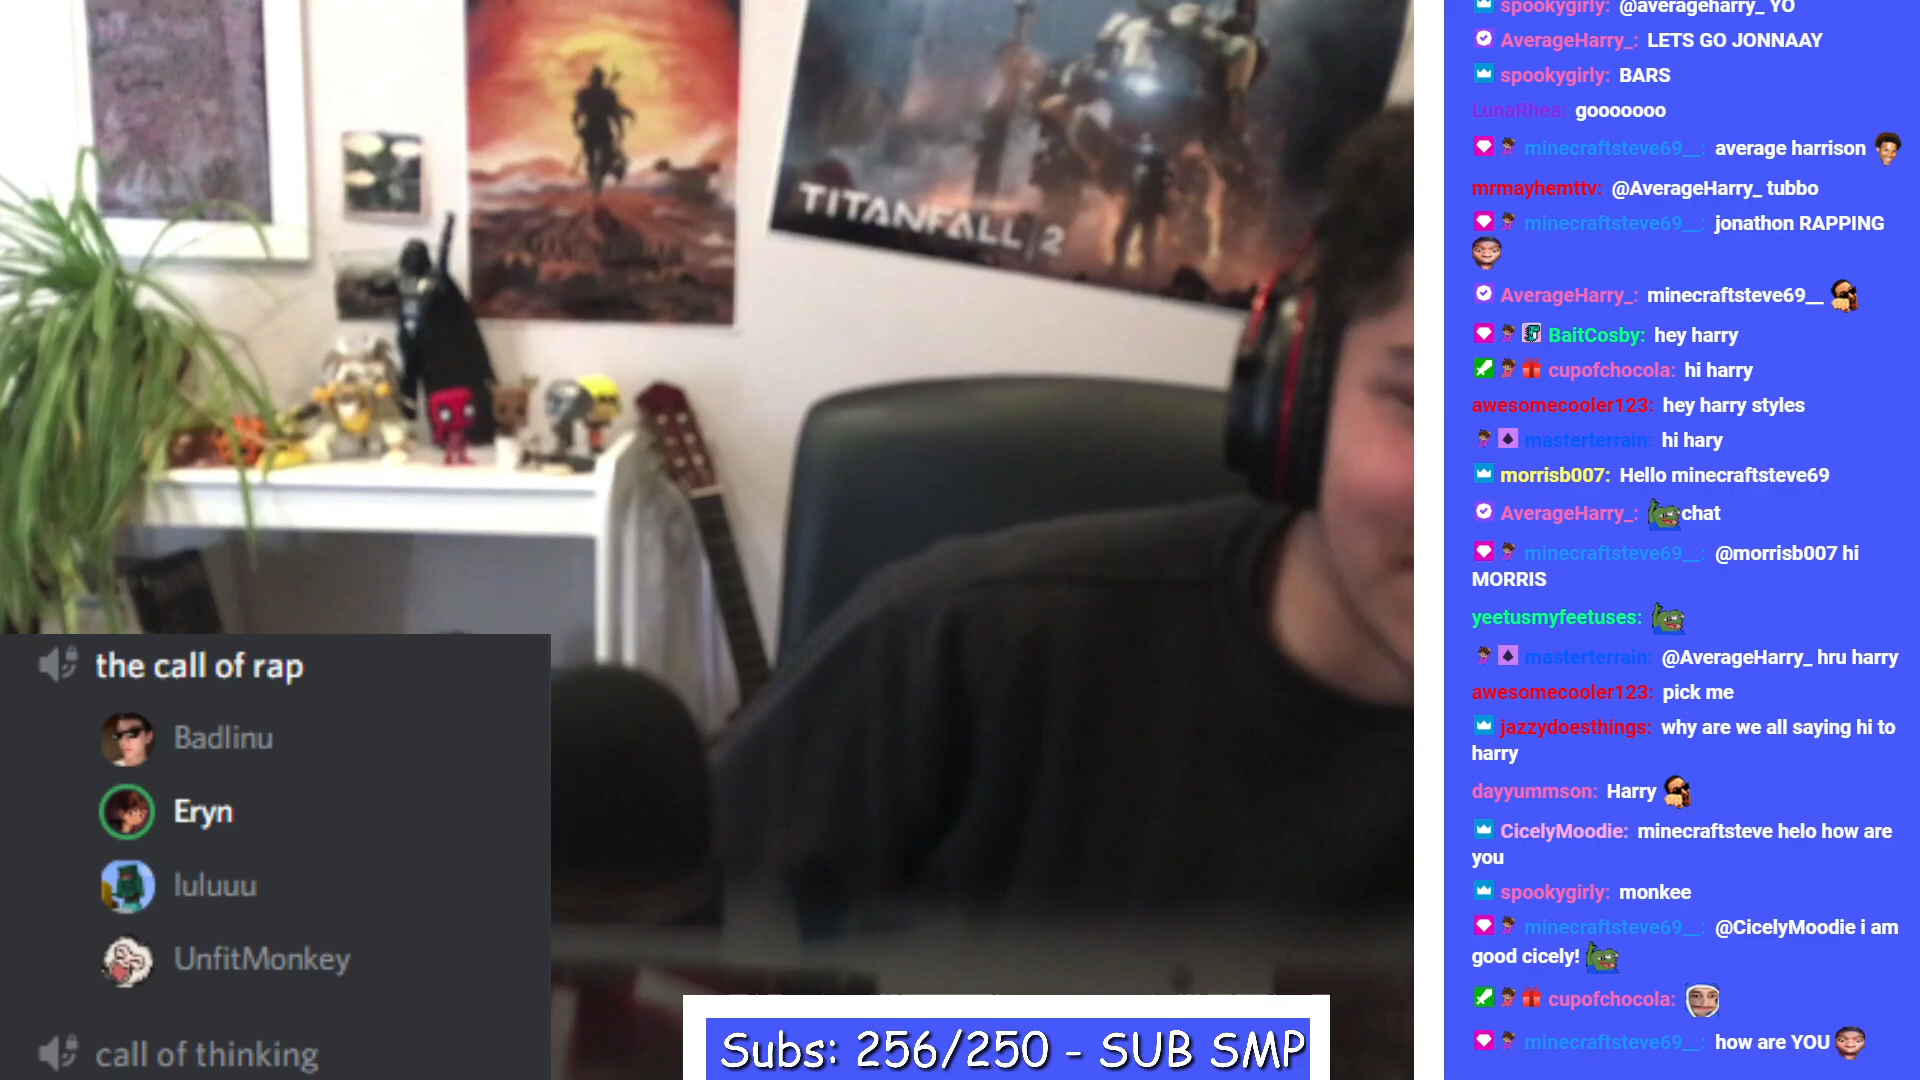 TITANFALL 2
the call of rap
Badlinu
Eryn
luluuu
UnfitMonkey
call of thinking
Subs: 256/250 - SUB SMP
spookygirly: @averageharry_ YO
AverageHarry_: LETS GO JONNAAY
spookygirly: BARS
LunaRhea: gooooooo
minecraftsteve69__: average harrison
mrmayhemttv: @AverageHarry_ tubbo
minecraftsteve69__: jonathon RAPPING
AverageHarry_: minecraftsteve69__
BaitCosby: hey harry
cupofchocola: hi harry
awesomecooler123: hey harry styles
masterterrain: hi hary
morrisb007: Hello minecraftsteve69
AverageHarry_: chat
minecraftsteve69__: @morrisb007 hi
MORRIS
yeetusmyfeetuses:
masterterrain: @AverageHarry_ hru harry
awesomecooler123: pick me
jazzydoesthings: why are we all saying hi to
harry
dayyummson: Harry
CicelyMoodie: minecraftsteve helo how are
you
spookygirly: monkee
minecraftsteve69__: @CicelyMoodie i am
good cicely!
cupofchocola:
minecraftsteve69__: how are YOU